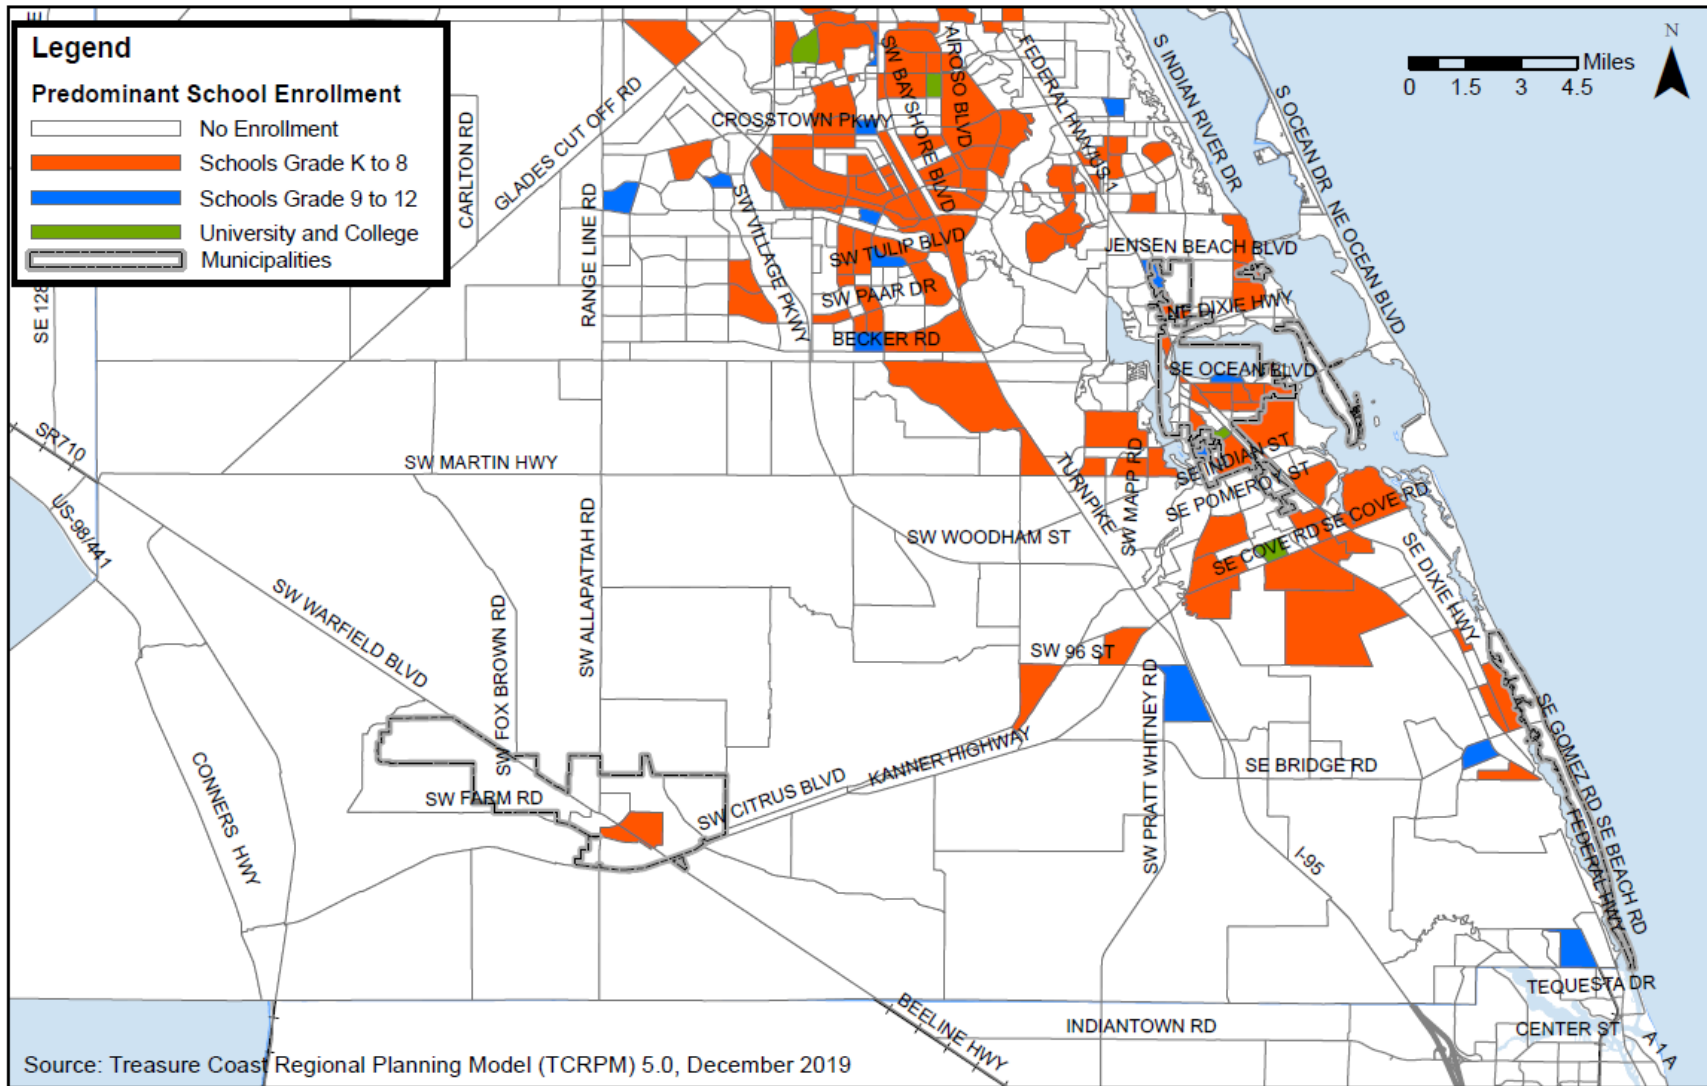 Legend
Predominant School Enrollment
No Enrollment
Schools Grade K to 8
Schools Grade 9 to 12
University and College
Municipalities
N
Miles
0 1.5 3 4.5
SE 128
CARLTON RD
GLADES CUT OFF RD
RANGE LINE RD
CROSSTOWN PKWY
SW BAYSHORE BLVD
AIROSO BLVD
FEDERAL HWY/US 1
S INDIAN RIVER DR
S OCEAN DR
NE OCEAN BLVD
SW VILLAGE PKWY
SW TULIP BLVD
SW PAAR DR
BECKER RD
JENSEN BEACH BLVD
NE DIXIE HWY
SE OCEAN BLVD
SR710
US-98/441
SW MARTIN HWY
TURNPIKE
SW MAPP RD
SE INDIAN ST
SE POMEROY ST
SW WOODHAM ST
SE COVE RD
SE COVE RD
SE DIXIE HWY
SW WARFIELD BLVD
SW FOX BROWN RD
SW ALLAPATTAH RD
SW 96 ST
SW PRATT WHITNEY RD
KANNER HIGHWAY
SW CITRUS BLVD
SW FARM RD
CONNERS HWY
SE BRIDGE RD
SE GOMEZ RD
SE BEACH RD
FEDERAL HWY
I-95
TEQUESTA DR
CENTER ST
A 1 A
BEELINE HWY
INDIANTOWN RD
Source: Treasure Coast Regional Planning Model (TCRPM) 5.0, December 2019